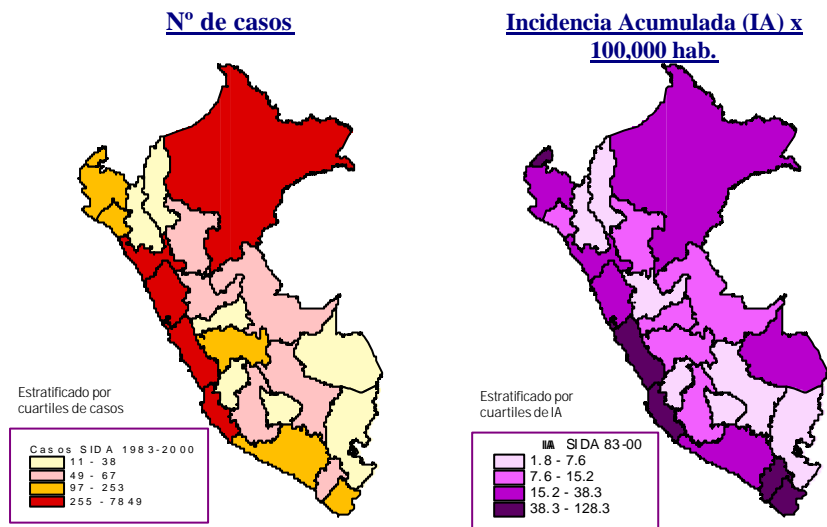 Nº de casos
Incidencia Acumulada (IA) x
100,000 hab.
Estratificado por
cuartiles de casos
Casos SIDA 1983-2000
11 - 38
49 - 67
97 - 253
255 - 7849
Estratificado por
cuartiles de IA
IA SIDA 83-00
1.8 - 7.6
7.6 - 15.2
15.2 - 38.3
38.3 - 128.3